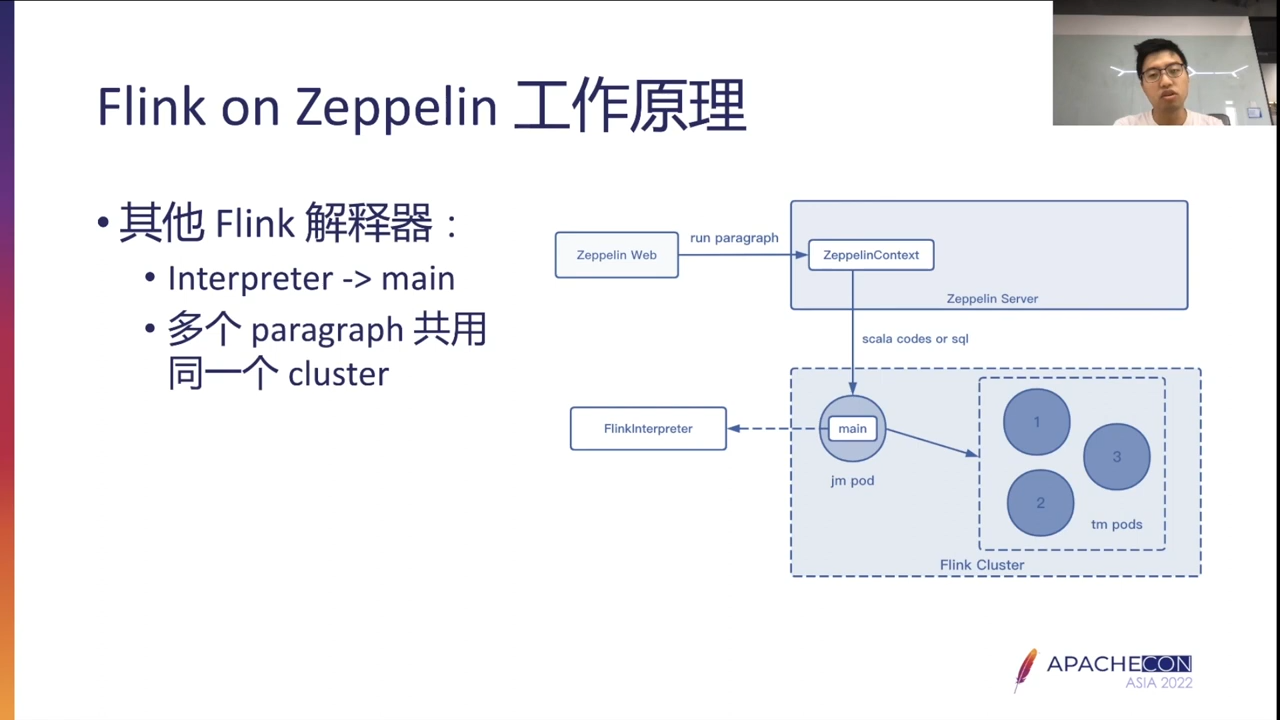 Flink on Zeppelin 工作原理
• 其他 Flink 解释器：
• Interpreter -> main
• 多个 paragraph 共用
同一个 cluster
Zeppelin Web
run paragraph
ZeppelinContext
Zeppelin Server
scala codes or sql
FlinkInterpreter
main
jm pod
1
3
2
tm pods
Flink Cluster
APACHECON
ASIA 2022